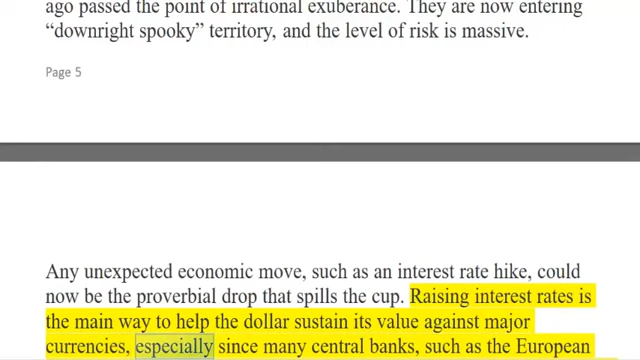 ago passed the point of irrational exuberance. They are now entering
“downright spooky” territory, and the level of risk is massive.
Page 5
Any unexpected economic move, such as an interest rate hike, could
now be the proverbial drop that spills the cup. Raising interest rates is
the main way to help the dollar sustain its value against major
currencies, especially since many central banks, such as the European